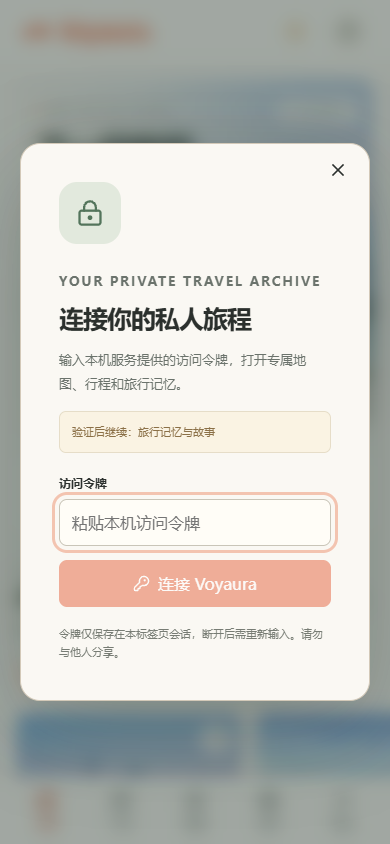 YOUR PRIVATE TRAVEL ARCHIVE
连接你的私人旅程
输入本机服务提供的访问令牌，打开专属地
图、行程和旅行记忆。
验证后继续：旅行记忆与故事
访问令牌
粘贴本机访问令牌
连接 Voyaura
令牌仅保存在本标签页会话，断开后需重新输入。请勿
与他人分享。